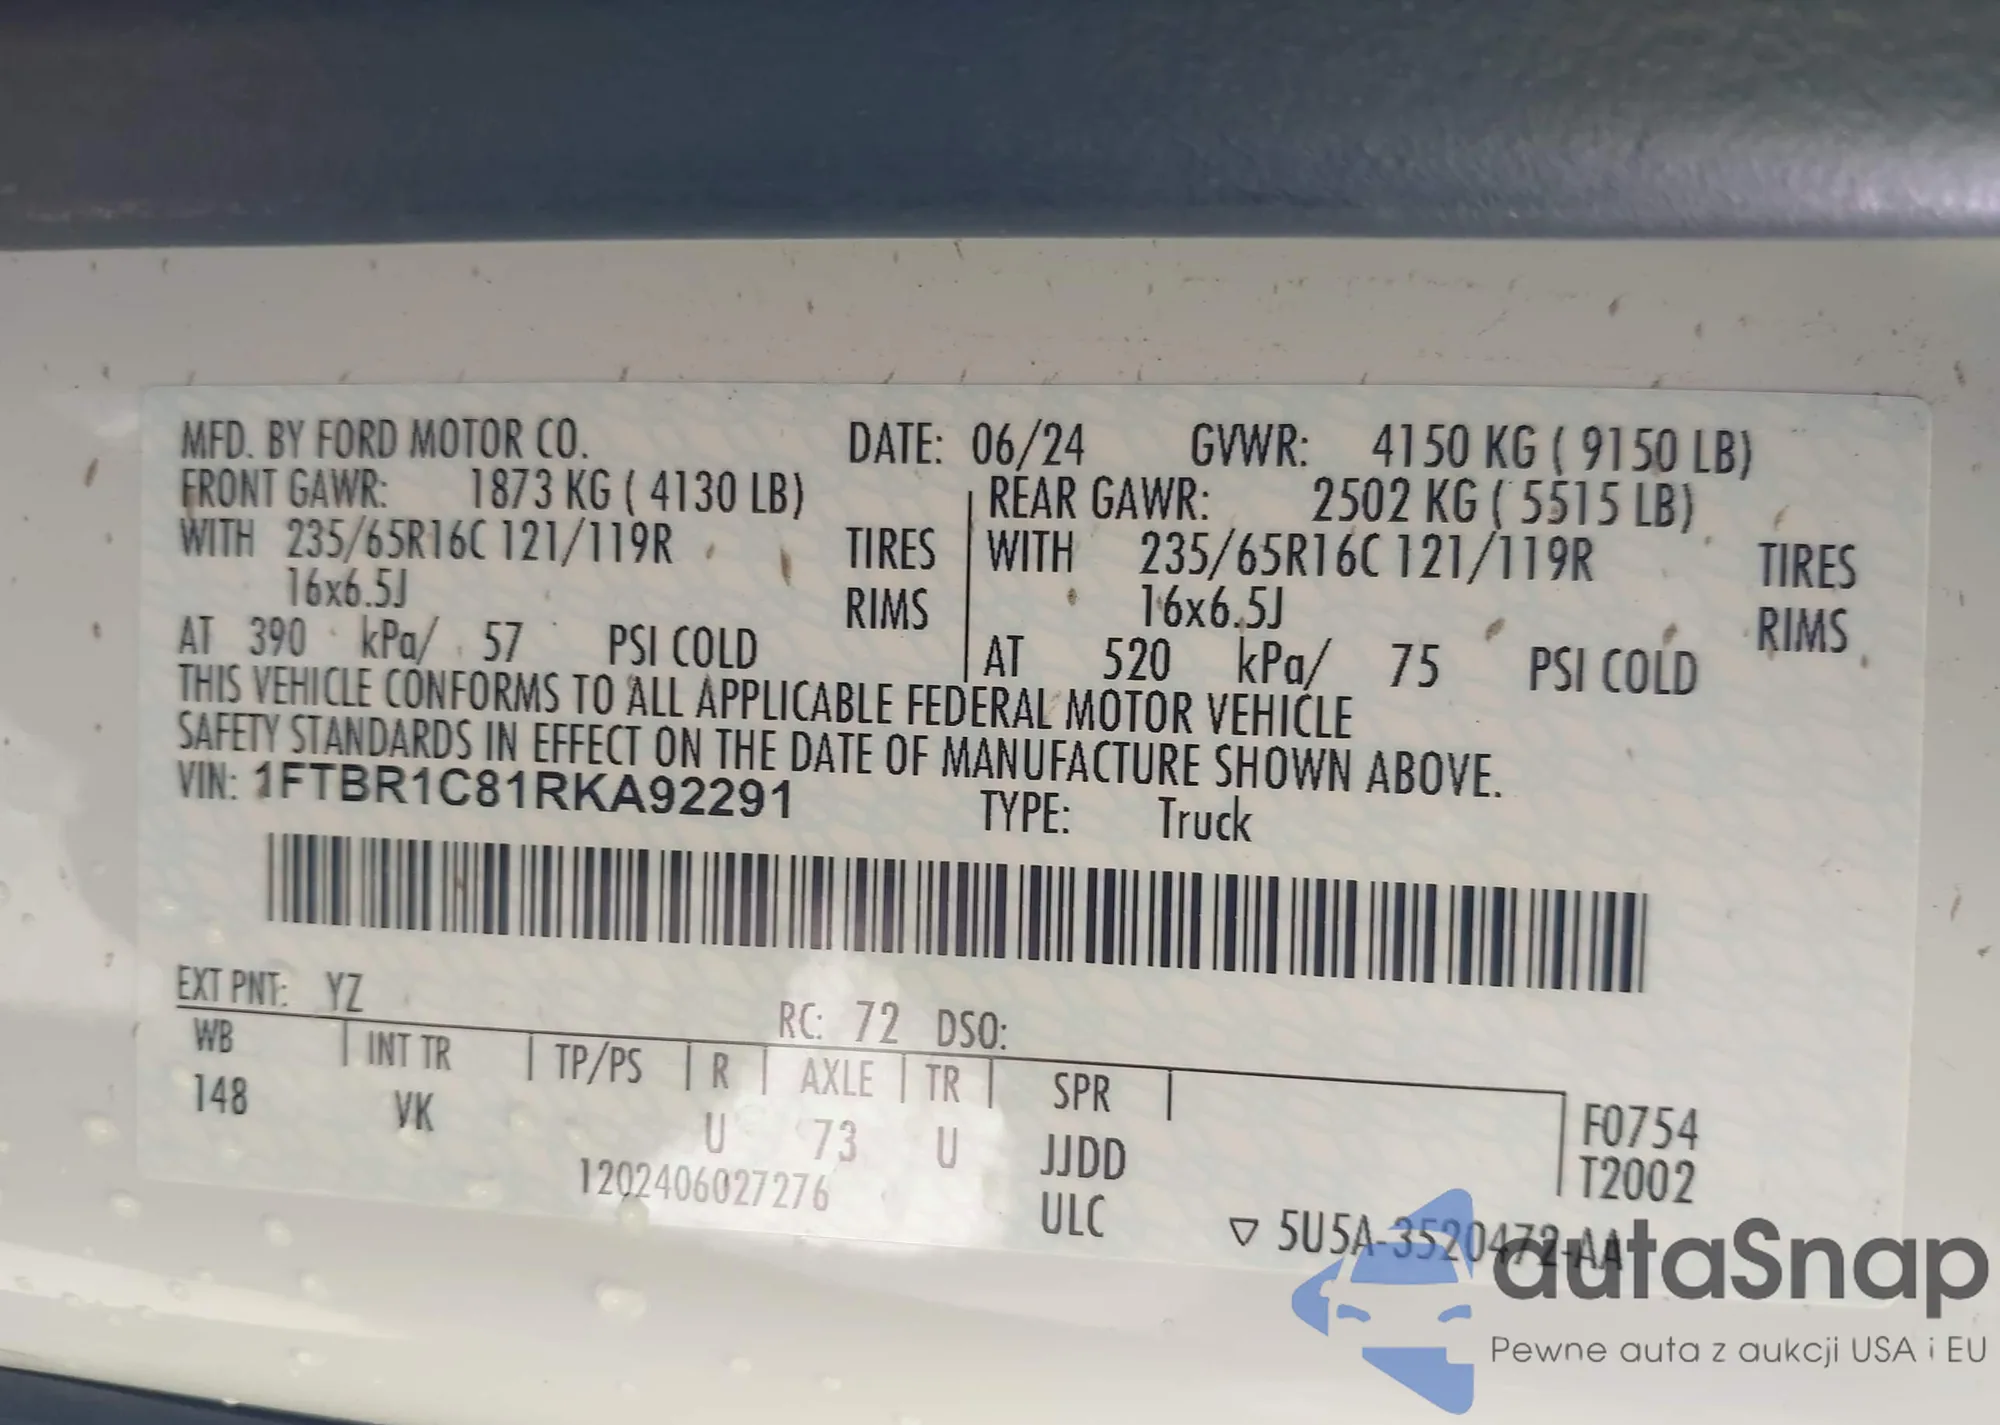 MFD. BY FORD MOTOR CO. DATE: 06/24 GVWR: 4150 KG ( 9150 LB)
FRONT GAWR: 1873 KG ( 4130 LB) REAR GAWR: 2502 KG ( 5515 LB)
WITH 235/65R16C 121/119R TIRES WITH 235/65R16C 121/119R TIRES
16x6.5J RIMS 16x6.5J RIMS
AT 390 kPa/ 57 PSI COLD AT 520 kPa/ 75 PSI COLD
THIS VEHICLE CONFORMS TO ALL APPLICABLE FEDERAL MOTOR VEHICLE
SAFETY STANDARDS IN EFFECT ON THE DATE OF MANUFACTURE SHOWN ABOVE.
VIN: 1FTBR1C81RKA92291 TYPE: Truck
EXT PNT: YZ RC: 72 DSO:
WB INT TR TP/PS R AXLE TR SPR
148 VK U 73 U JJDD
F0754
T2002
1202406027276 ULC
▽ 5U5A-3520472-AA
autaSnap
Pewne auta z aukcji USA i EU